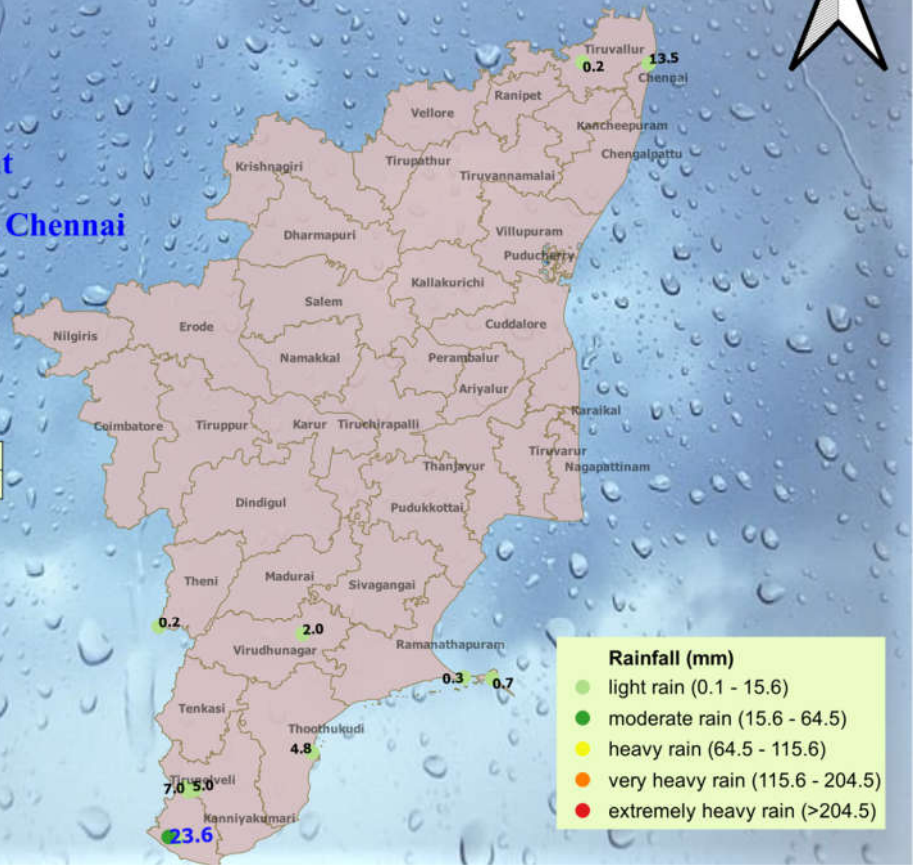 Tiruvallur
0.2
13.5
Chennai
Ranipet
Vellore
Kancheepuram
Chengalpattu
Krishnagiri
Tirupathur
Tiruvannamalai
Chennai
Dharmapuri
Villupuram
Puducherry
Kallakurichi
Salem
Cuddalore
Erode
Nilgiris
Namakkal
Perambalur
Ariyalur
Karaikal
Coimbatore
Tiruppur
Karur
Tiruchirapalli
Tiruvarur
Thanjavur
Nagapattinam
Dindigul
Pudukkottai
Theni
Madurai
Sivagangai
0.2
2.0
Virudhunagar
Ramanathapuram
0.3
0.7
Tenkasi
Thoothukudi
4.8
Tirunelveli
7.0
5.0
Kanniyakumari
23.6
Rainfall (mm)
light rain (0.1 - 15.6)
moderate rain (15.6 - 64.5)
heavy rain (64.5 - 115.6)
very heavy rain (115.6 - 204.5)
extremely heavy rain (>204.5)